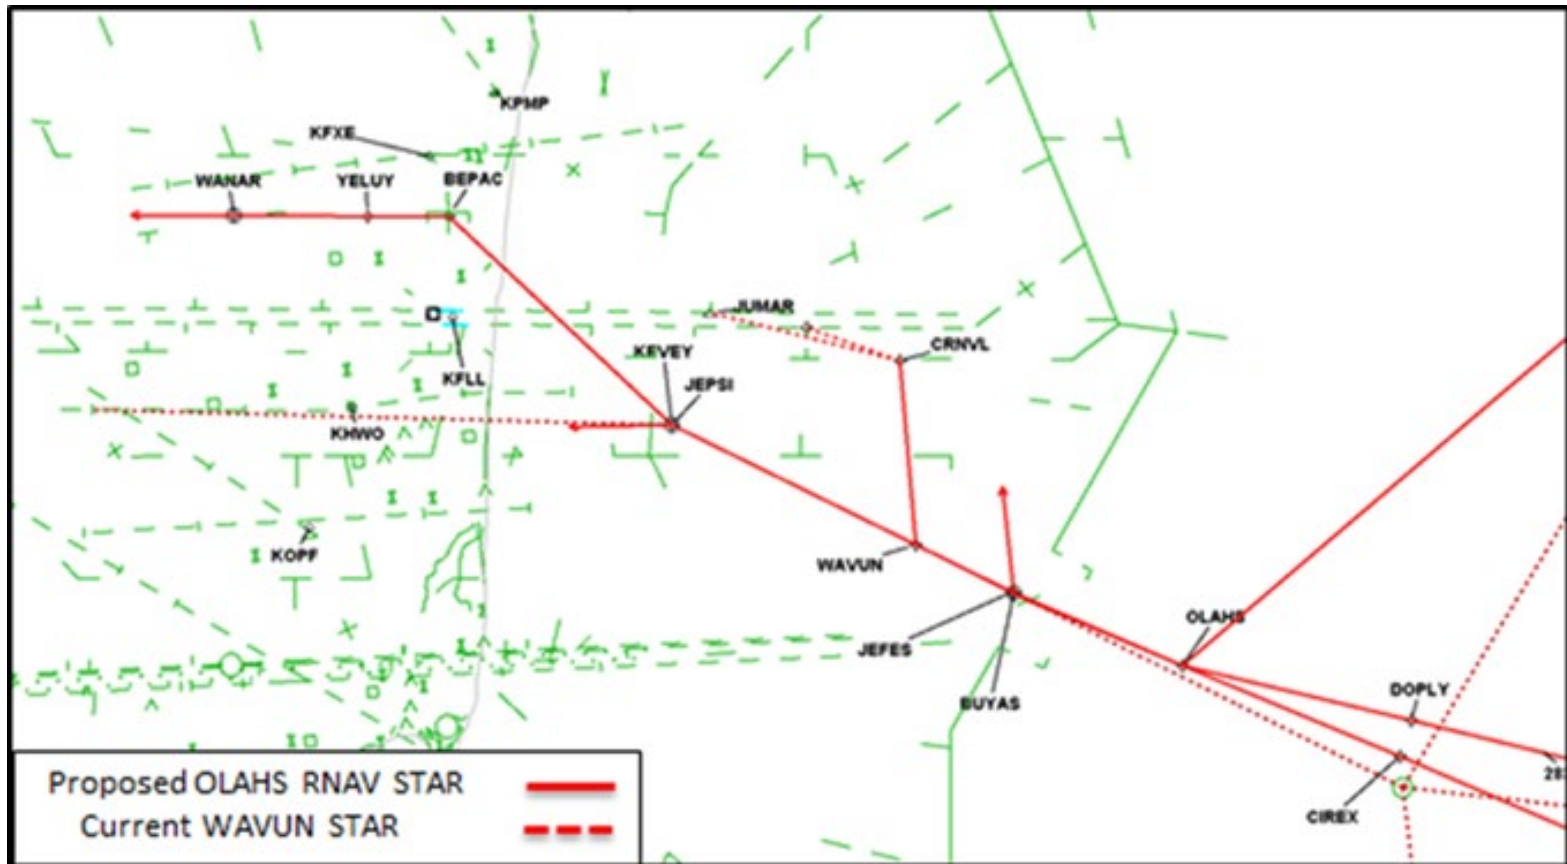 KPMP
KFXE
WANAR
YELUY
BEPAC
JUMAR
CRNVL
KEVEY
KFLL
JEPSI
KHWO
KOPF
WAVUN
OLAHS
JEFES
DOPLY
BUYAS
CIREX
Proposed OLAHS RNAV STAR
Current WAVUN STAR